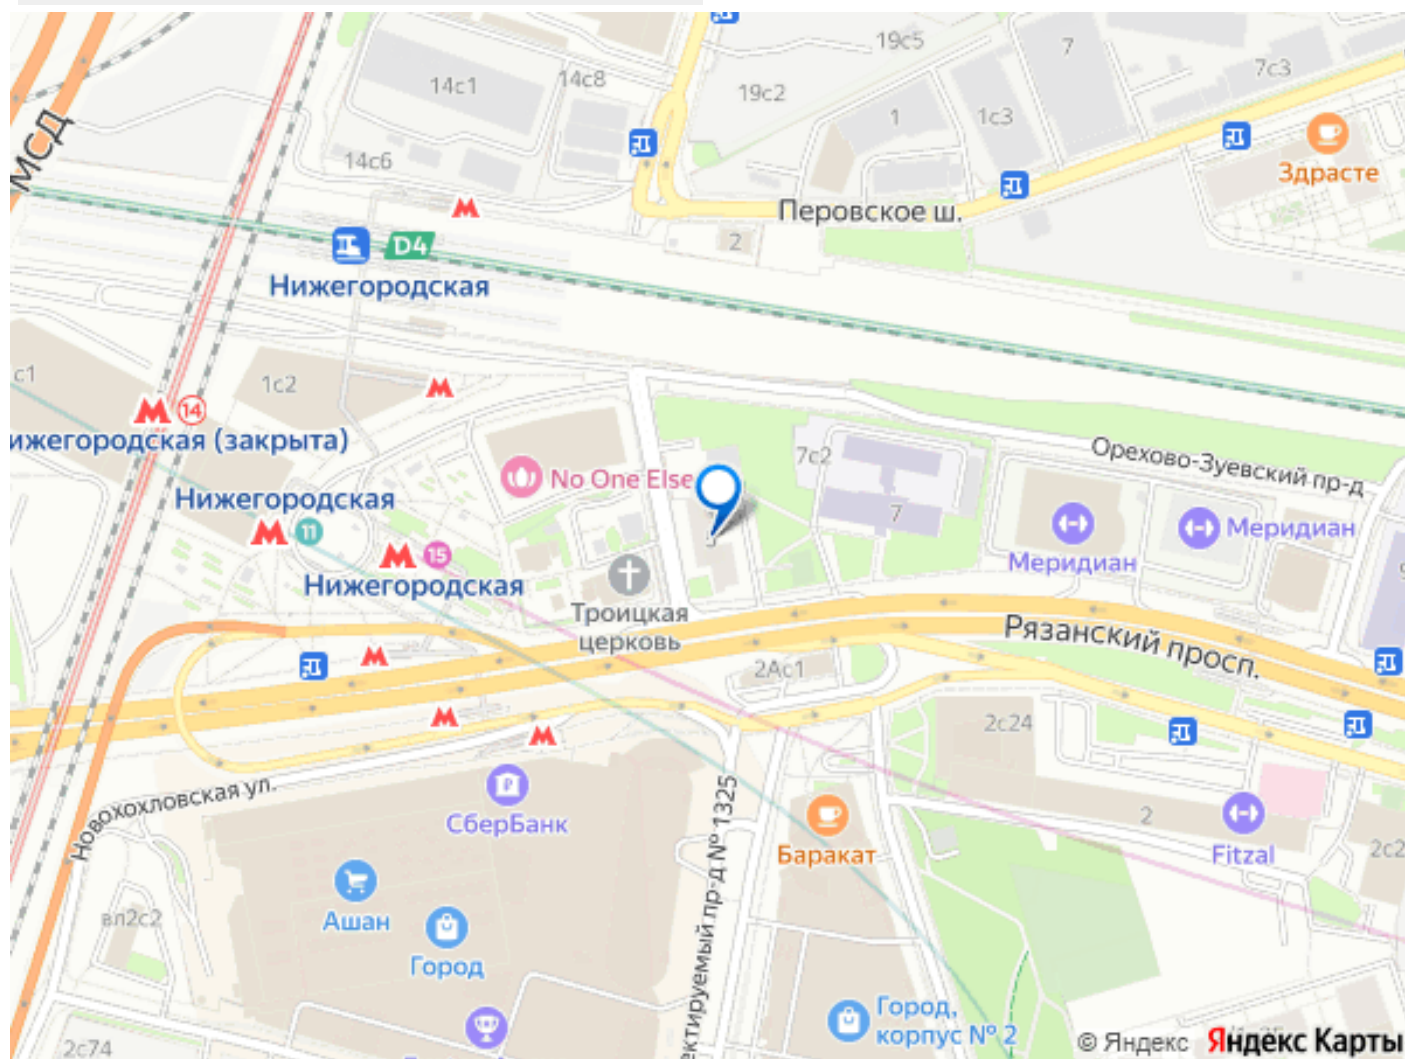 19с5
7
7с3
14с1
14с8
19с2
1
1с3
МСД
14с6
Здрасте
Перовское ш.
2
D4
Нижегородская
с1
1с2
14
ижегородская (закрыта)
Орехово-Зуевский пр-д
7с2
No One Else
Нижегородская
11
7
Меридиан
Меридиан
15
Нижегородская
Троицкая
церковь
Рязанский просп.
2Ас1
2с24
Новохохловская ул.
СберБанк
ектируемый пр-д № 1325
2
Баракат
Fitzal
2с2
Ашан
вл2с2
Город
Город,
корпус № 2
2с74
© Яндекс Яндекс Карты